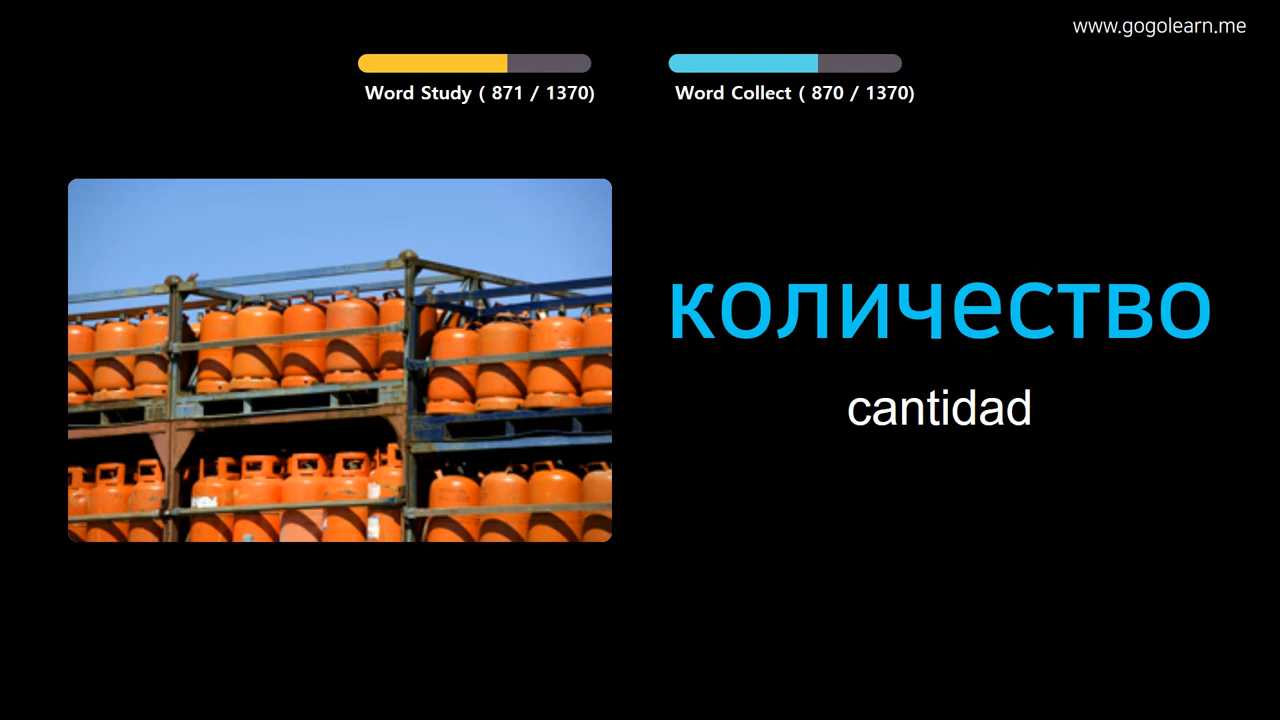 www.gogolearn.me
Word Study ( 871 / 1370)
Word Collect ( 870 / 1370)
количество
cantidad